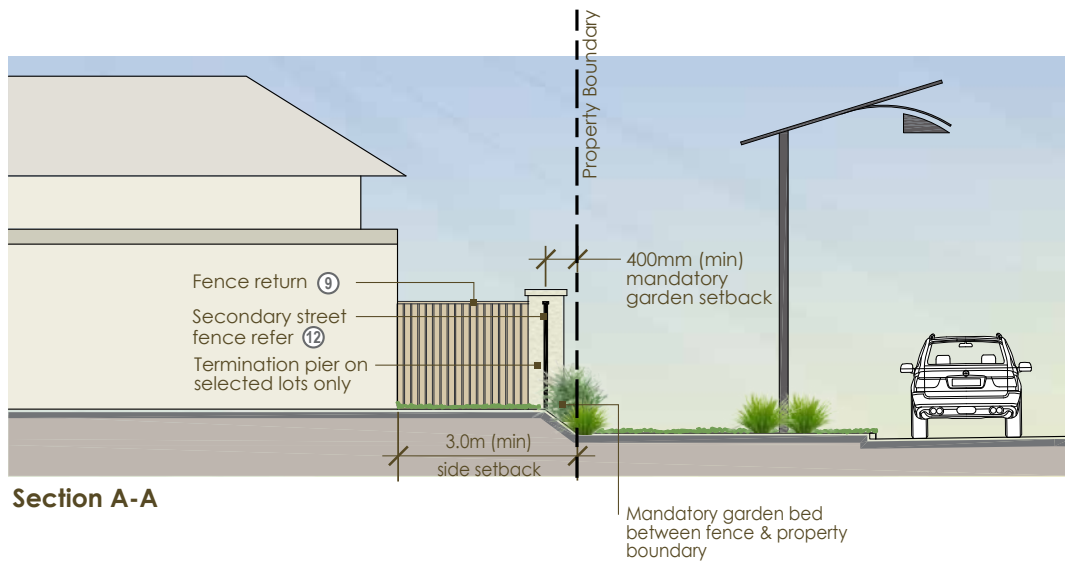 Property Boundary
400mm (min)
mandatory
garden setback
Fence return 9
Secondary street
fence refer 12
Termination pier on
selected lots only
3.0m (min)
side setback
Section A-A
Mandatory garden bed
between fence & property
boundary